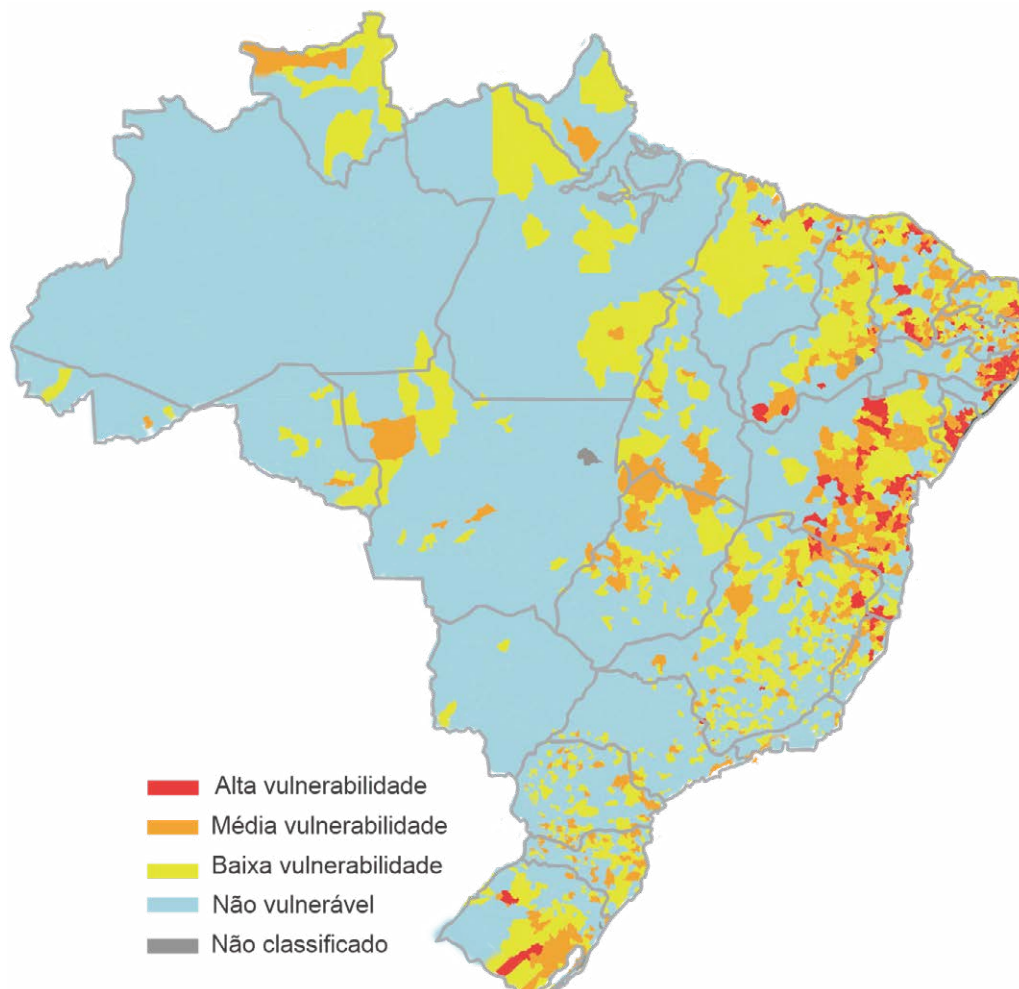 Alta vulnerabilidade
Média vulnerabilidade
Baixa vulnerabilidade
Não vulnerável
Não classificado